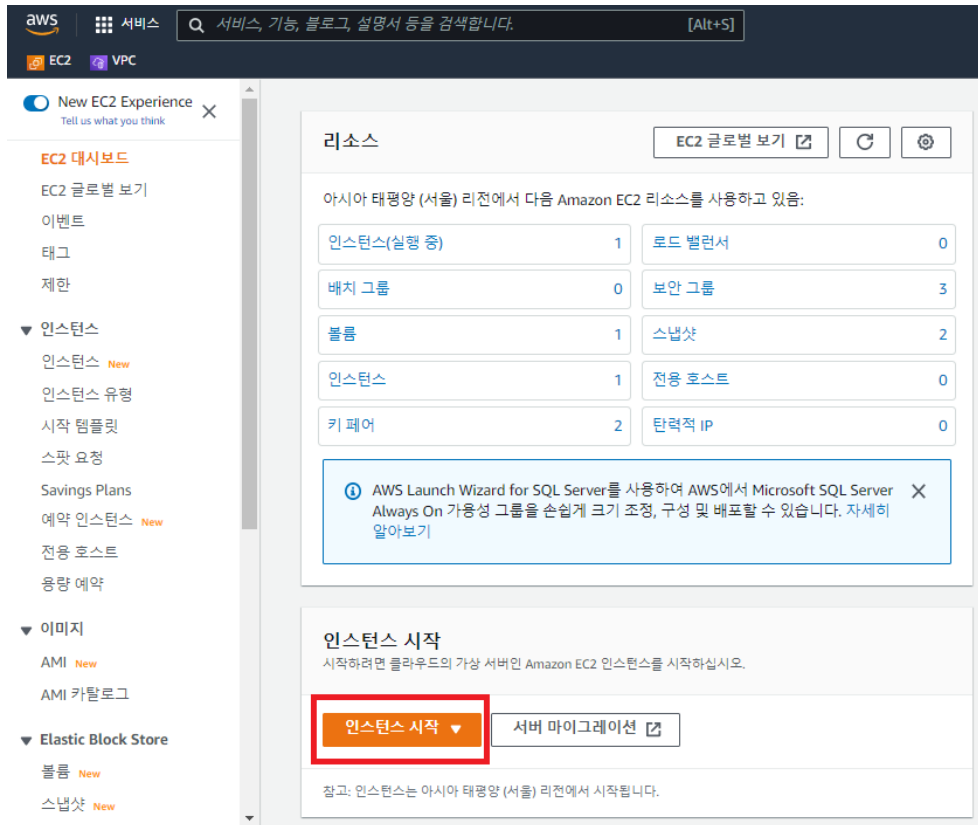 aws
서비스
서비스, 기능, 블로그, 설명서 등을 검색합니다.
[Alt+S]
EC2
VPC
New EC2 Experience
Tell us what you think
EC2 대시보드
EC2 글로벌 보기
이벤트
태그
제한
인스턴스
인스턴스 New
인스턴스 유형
시작 템플릿
스팟 요청
Savings Plans
예약 인스턴스 New
전용 호스트
용량 예약
이미지
AMI New
AMI 카탈로그
Elastic Block Store
볼륨 New
스냅샷 New
리소스
EC2 글로벌 보기
아시아 태평양 (서울) 리전에서 다음 Amazon EC2 리소스를 사용하고 있음:
인스턴스(실행 중) 1
로드 밸런서 0
배치 그룹 0
보안 그룹 3
볼륨 1
스냅샷 2
인스턴스 1
전용 호스트 0
키 페어 2
탄력적 IP 0
AWS Launch Wizard for SQL Server를 사용하여 AWS에서 Microsoft SQL Server
Always On 가용성 그룹을 손쉽게 크기 조정, 구성 및 배포할 수 있습니다. 자세히
알아보기
인스턴스 시작
시작하려면 클라우드의 가상 서버인 Amazon EC2 인스턴스를 시작하십시오.
인스턴스 시작
서버 마이그레이션
참고: 인스턴스는 아시아 태평양 (서울) 리전에서 시작됩니다.